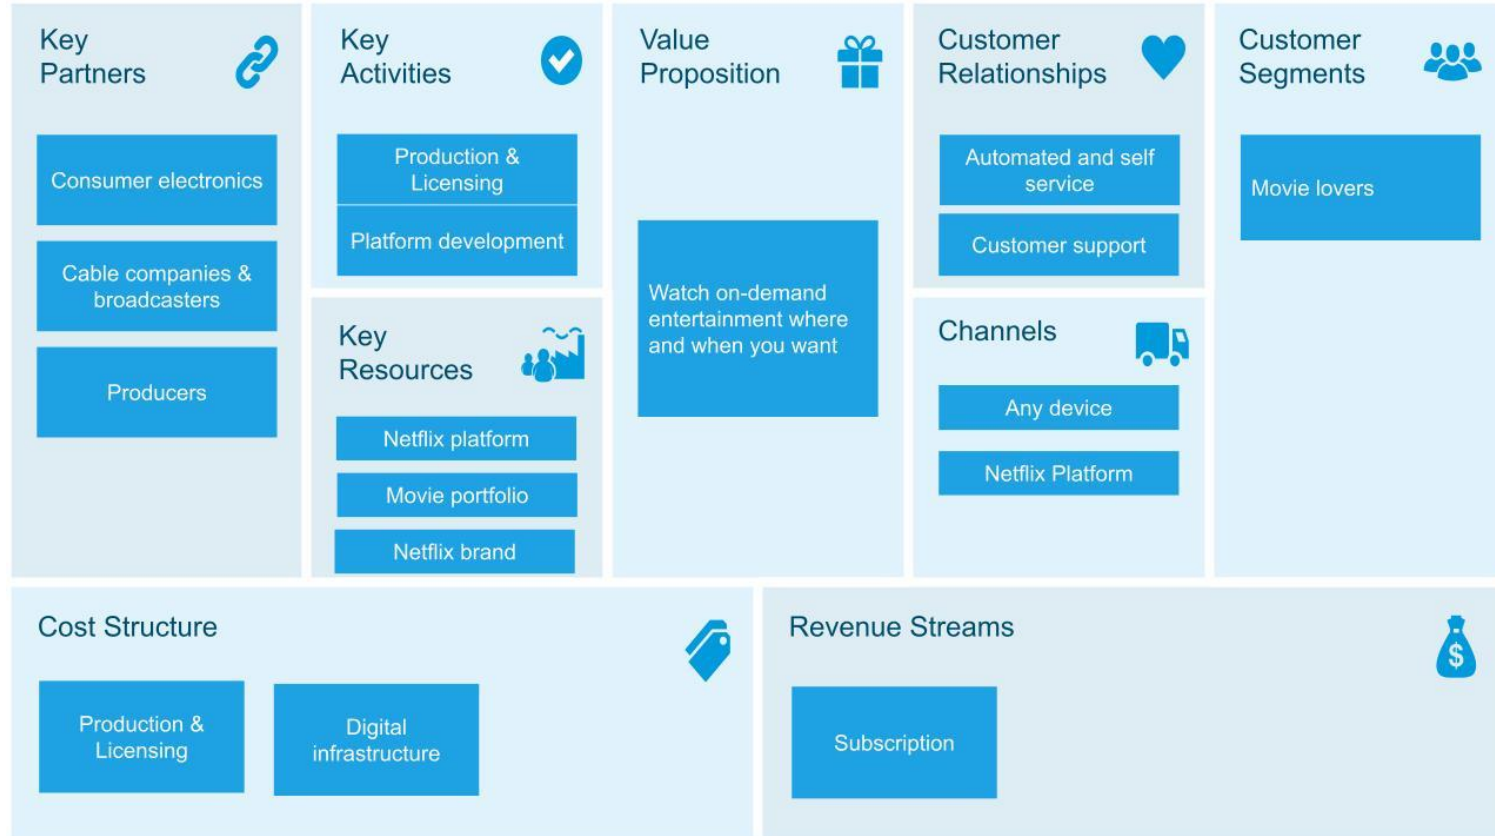 Key
Partners
Consumer electronics
Cable companies &
broadcasters
Producers
Key
Activities
Production &
Licensing
Platform development
Key
Resources
Netflix platform
Movie portfolio
Netflix brand
Value
Proposition
Watch on-demand
entertainment where
and when you want
Customer
Relationships
Automated and self
service
Customer support
Channels
Any device
Netflix Platform
Customer
Segments
Movie lovers
Cost Structure
Production &
Licensing
Digital
infrastructure
Revenue Streams
$
Subscription